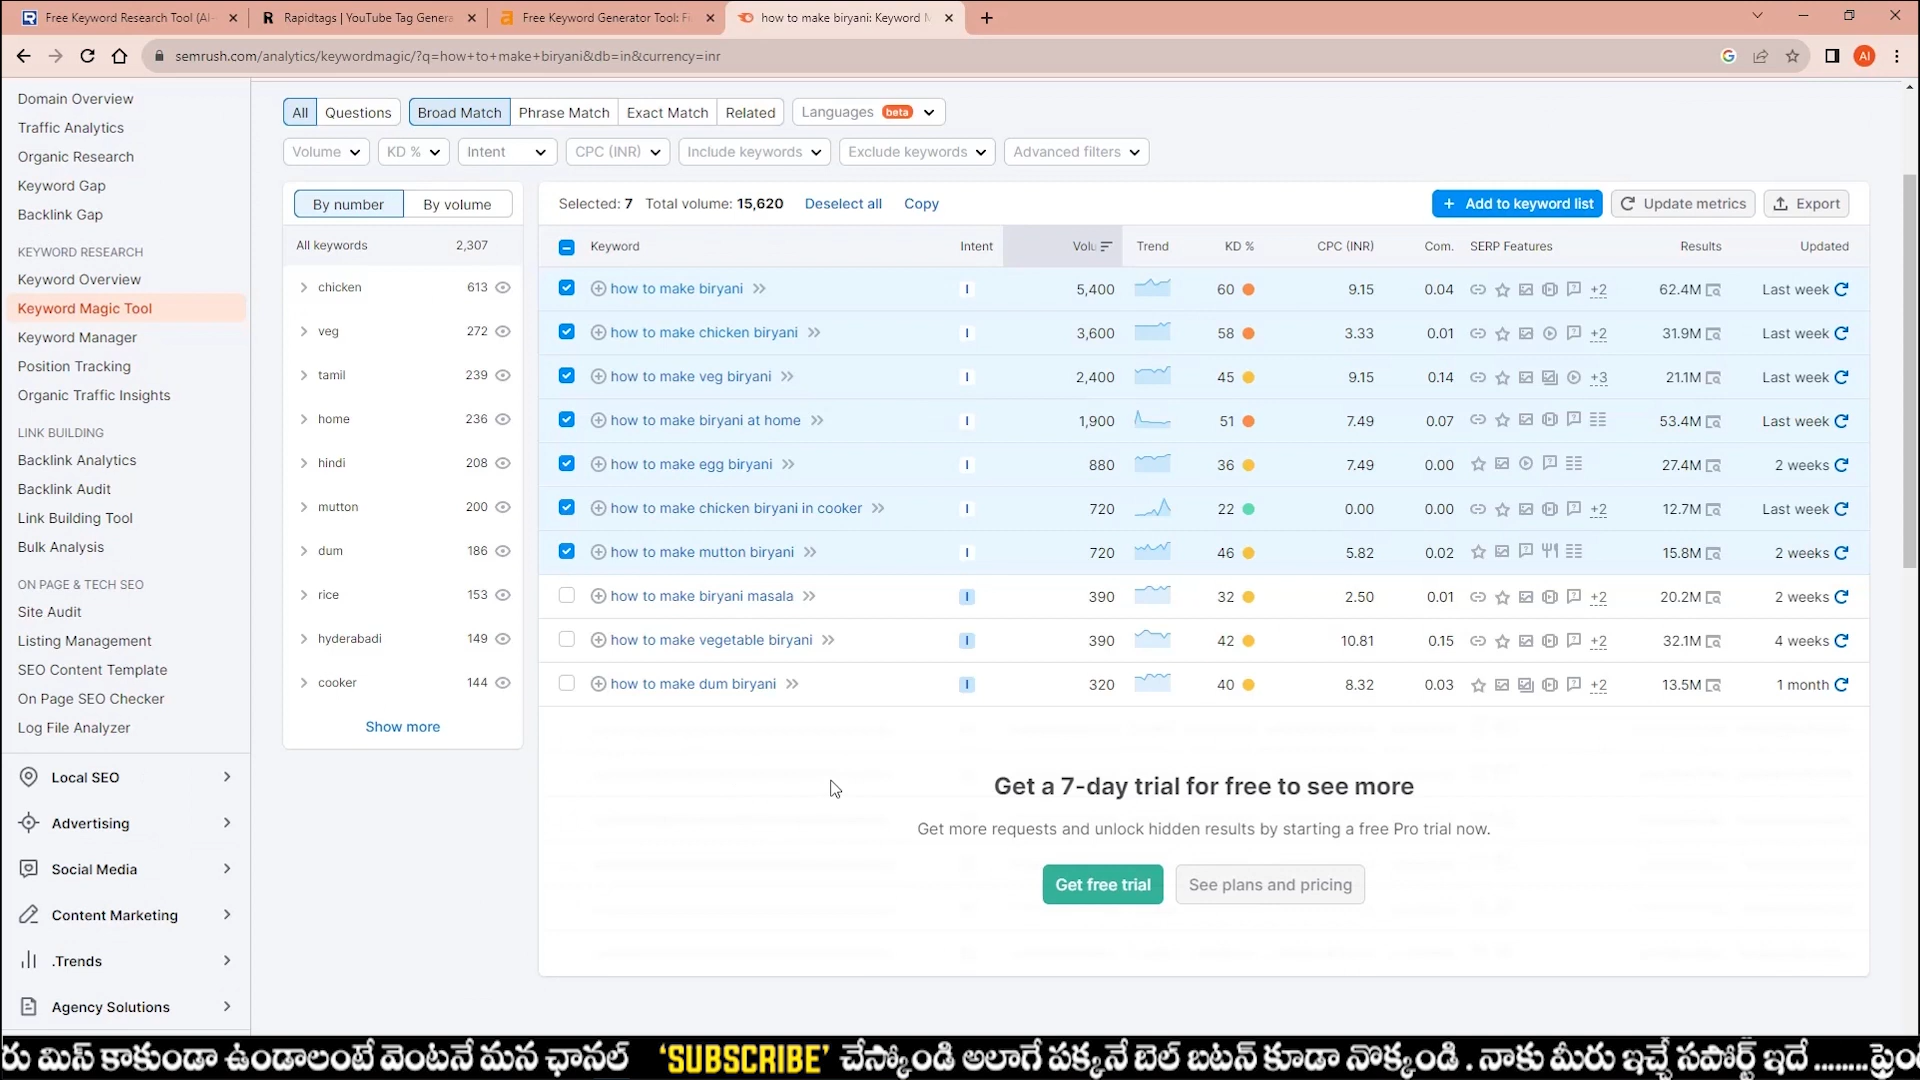 Free Keyword Research Tool (AI-
Rapidtags | YouTube Tag Genera
Free Keyword Generator Tool: Fi
how to make biryani: Keyword M
semrush.com/analytics/keywordmagic/?q=how+to+make+biryani&db=in&currency=inr
AI
Domain Overview
Traffic Analytics
Organic Research
Keyword Gap
Backlink Gap
KEYWORD RESEARCH
Keyword Overview
Keyword Magic Tool
Keyword Manager
Position Tracking
Organic Traffic Insights
LINK BUILDING
Backlink Analytics
Backlink Audit
Link Building Tool
Bulk Analysis
ON PAGE & TECH SEO
Site Audit
Listing Management
SEO Content Template
On Page SEO Checker
Log File Analyzer
Local SEO
Advertising
Social Media
Content Marketing
.Trends
Agency Solutions
All Questions Broad Match Phrase Match Exact Match Related Languages beta
Volume KD % Intent CPC (INR) Include keywords Exclude keywords Advanced filters
By number By volume
All keywords 2,307
chicken 613
veg 272
tamil 239
home 236
hindi 208
mutton 200
dum 186
rice 153
hyderabadi 149
cooker 144
Show more
Selected: 7 Total volume: 15,620 Deselect all Copy + Add to keyword list Update metrics Export
Keyword Intent Volu Trend KD % CPC (INR) Com. SERP Features Results Updated
how to make biryani I 5,400 60 9.15 0.04 +2 62.4M Last week
how to make chicken biryani I 3,600 58 3.33 0.01 +2 31.9M Last week
how to make veg biryani I 2,400 45 9.15 0.14 +3 21.1M Last week
how to make biryani at home I 1,900 51 7.49 0.07 53.4M Last week
how to make egg biryani I 880 36 7.49 0.00 27.4M 2 weeks
how to make chicken biryani in cooker I 720 22 0.00 0.00 +2 12.7M Last week
how to make mutton biryani I 720 46 5.82 0.02 15.8M 2 weeks
how to make biryani masala I 390 32 2.50 0.01 +2 20.2M 2 weeks
how to make vegetable biryani I 390 42 10.81 0.15 +2 32.1M 4 weeks
how to make dum biryani I 320 40 8.32 0.03 +2 13.5M 1 month
Get a 7-day trial for free to see more
Get more requests and unlock hidden results by starting a free Pro trial now.
Get free trial See plans and pricing
రు మిస్ కాకుండా ఉండాలంటే వెంటనే మన ఛానల్ 'SUBSCRIBE' చేస్కోండి అలాగే పక్కనే బెల్ బటన్ కూడా నొక్కండి . నాకు మీరు ఇచ్చే సపోర్ట్ ఇదే ........ఫ్రెం